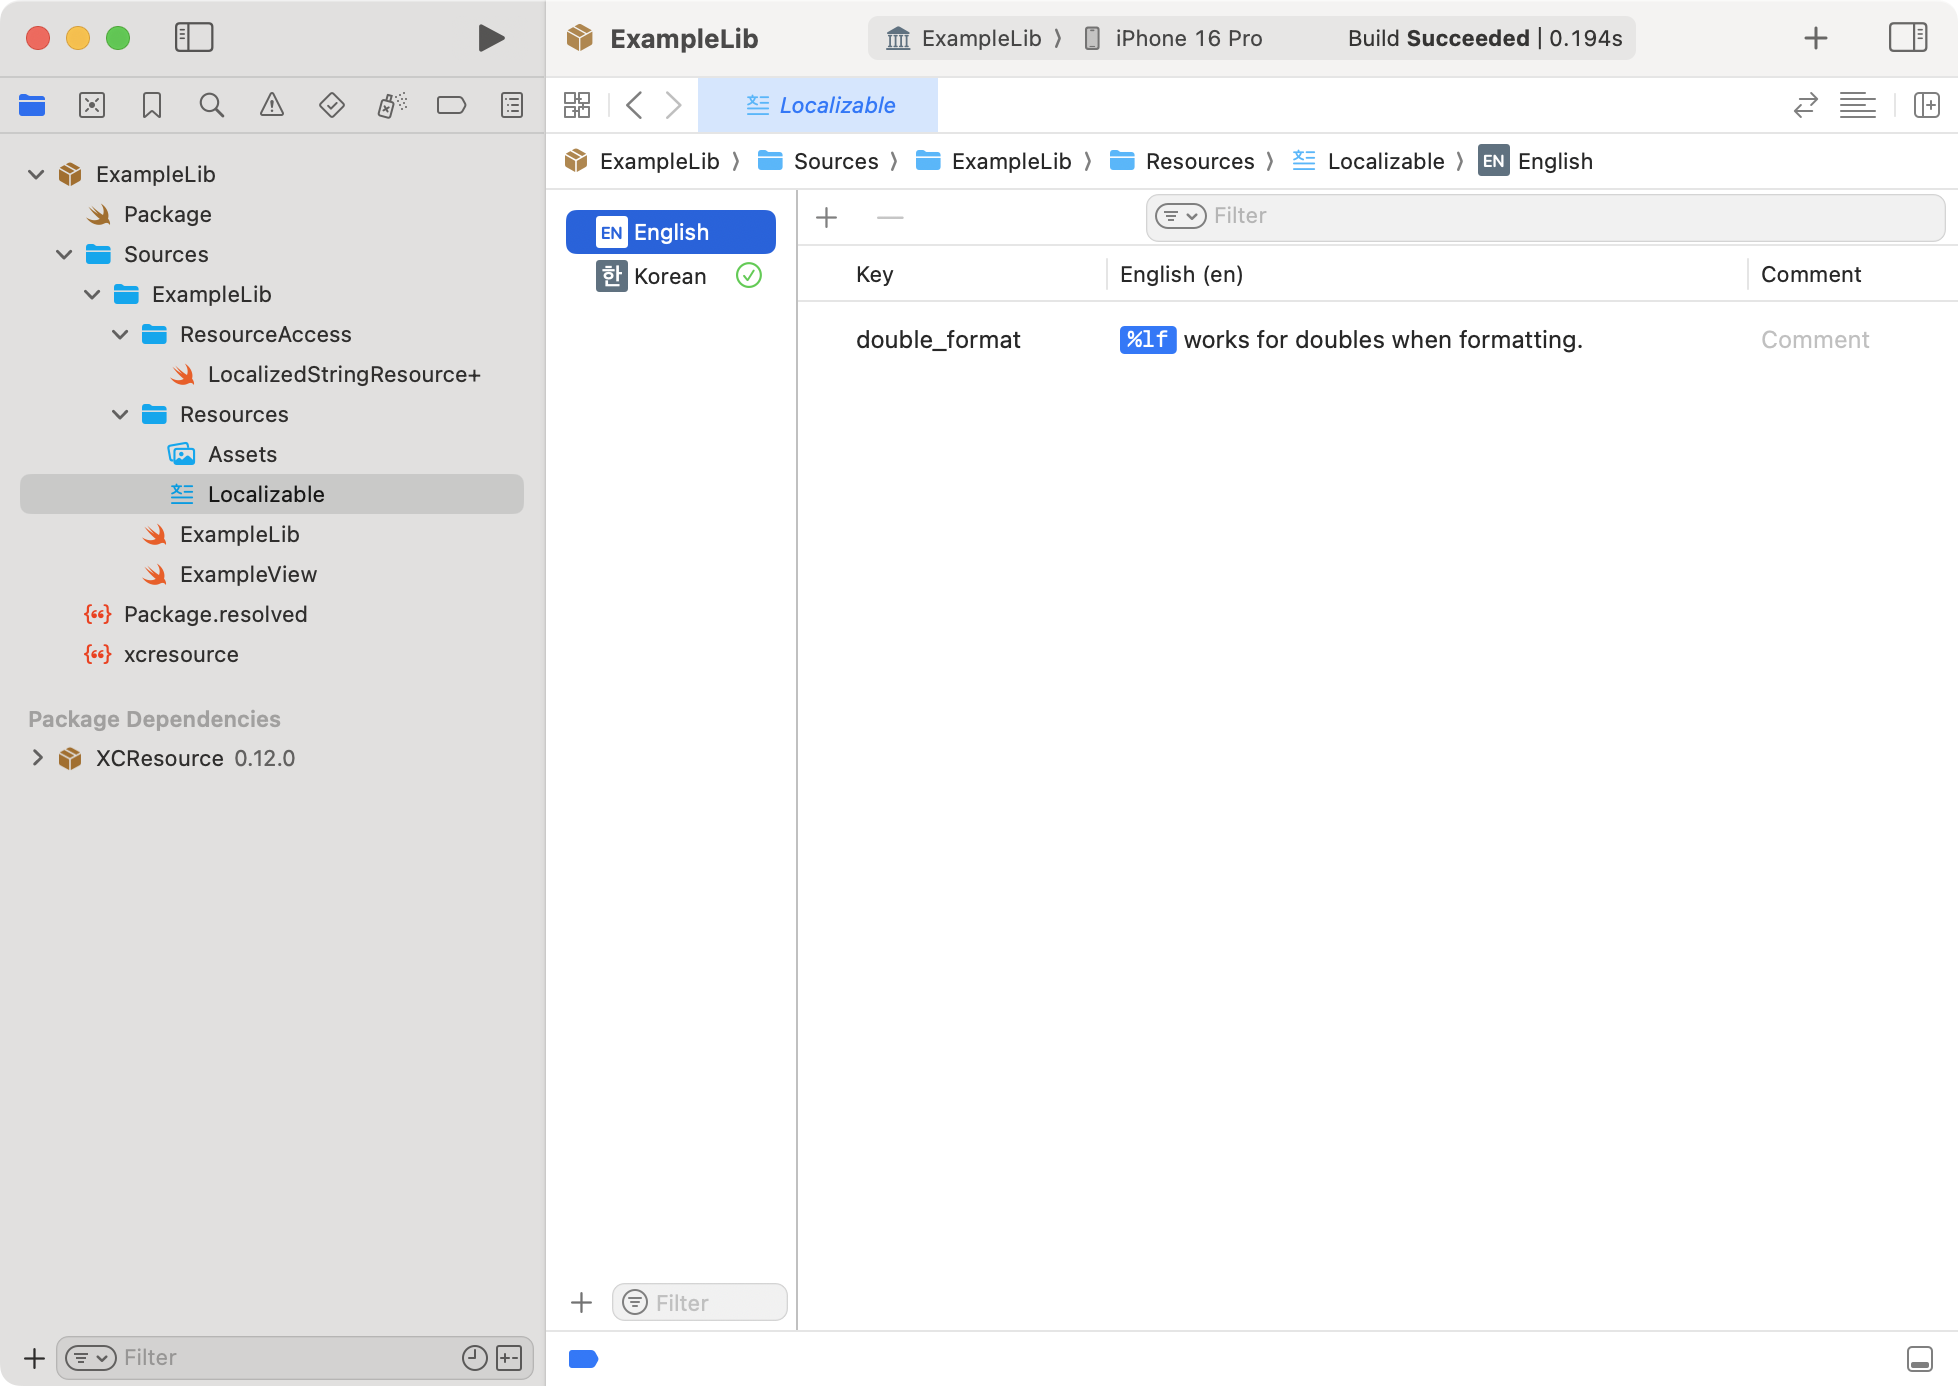 ExampleLib
ExampleLib
iPhone 16 Pro
Build Succeeded | 0.194s
Localizable
ExampleLib
Sources
ExampleLib
Resources
Localizable
EN English
ExampleLib
Package
Sources
ExampleLib
ResourceAccess
LocalizedStringResource+
Resources
Assets
Localizable
ExampleLib
ExampleView
Package.resolved
xcresource
Package Dependencies
XCResource 0.12.0
Filter
EN English
한 Korean
Filter
Filter
Key
English (en)
Comment
double_format
%lf works for doubles when formatting.
Comment